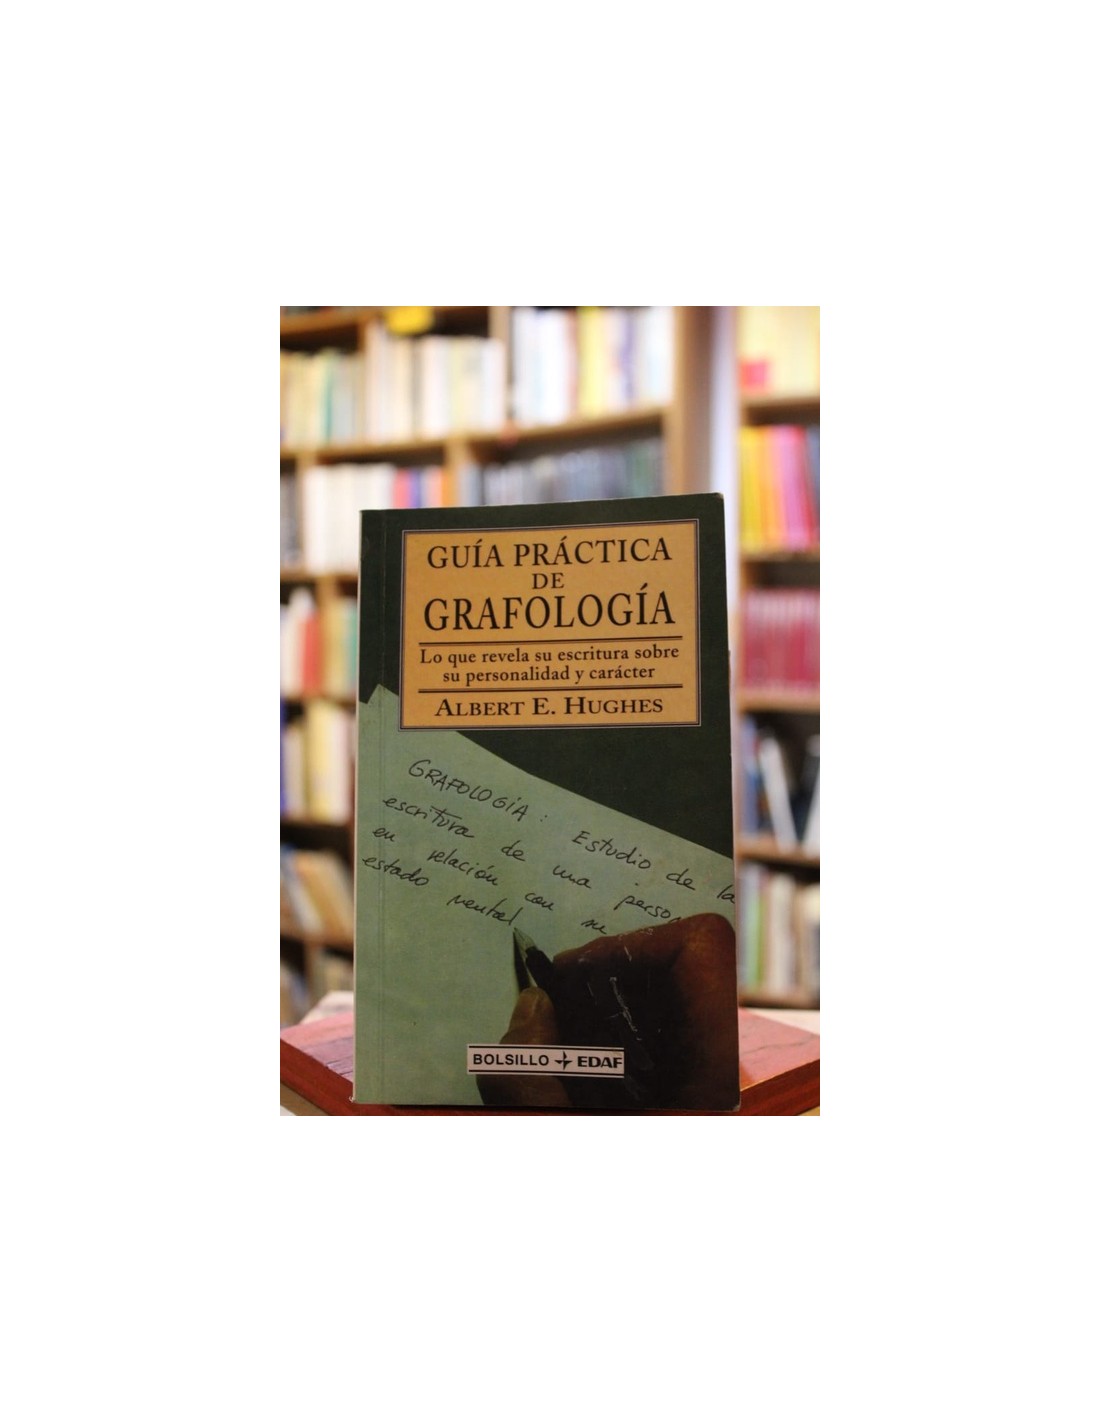 GUÍA PRÁCTICA
DE
GRAFOLOGÍA
Lo que revela su escritura sobre
su personalidad y carácter
ALBERT E. HUGHES
GRAFOLOGÍA: Estudio de la
escritura de una perso
en relación con su
estado mental
BOLSILLO EDAF